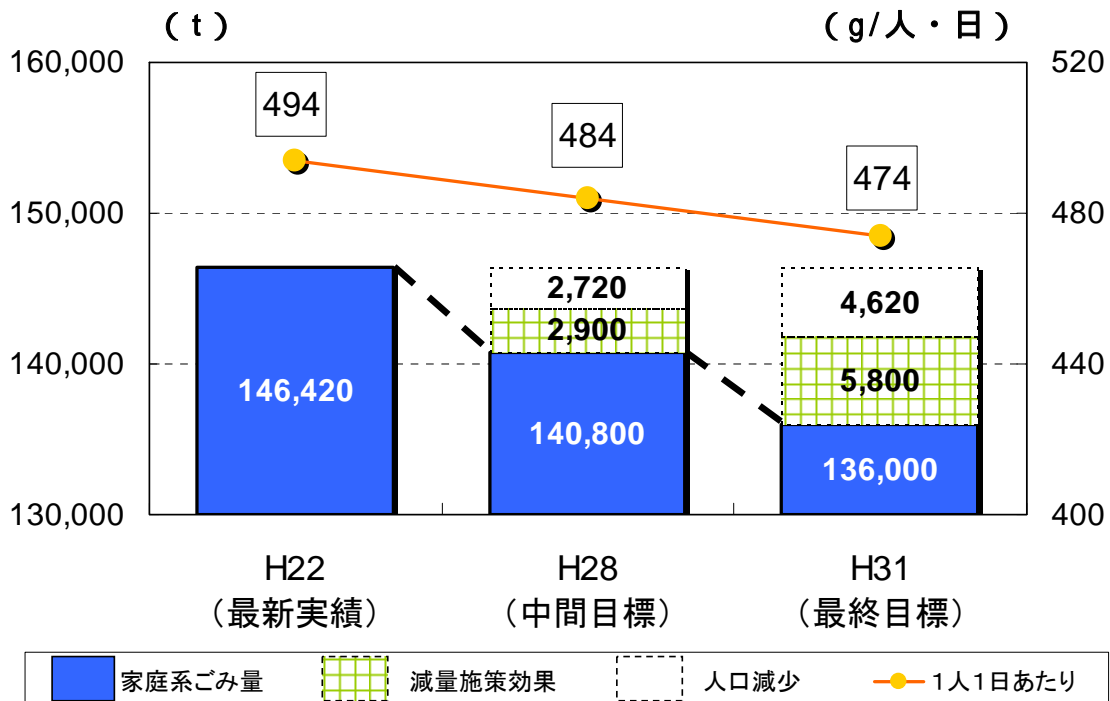 （ｔ）
（g/人・日）
160,000
520
494
484
474
150,000
480
2,720
4,620
2,900
140,000
440
146,420
5,800
140,800
136,000
130,000
400
H22
H28
H31
（最新実績）
（中間目標）
（最終目標）
家庭系ごみ量
減量施策効果
人口減少
１人１日あたり